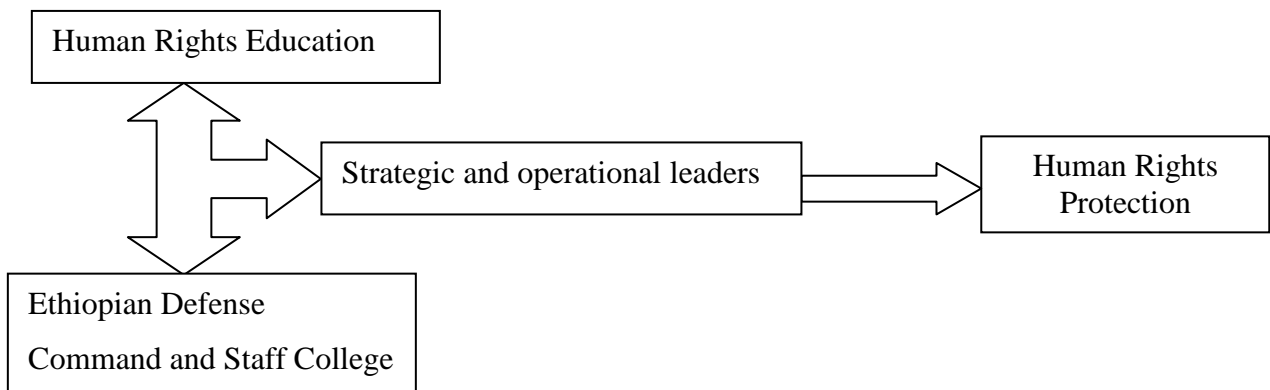 Human Rights Education
Strategic and operational leaders
Human Rights
Protection
Ethiopian Defense
Command and Staff College